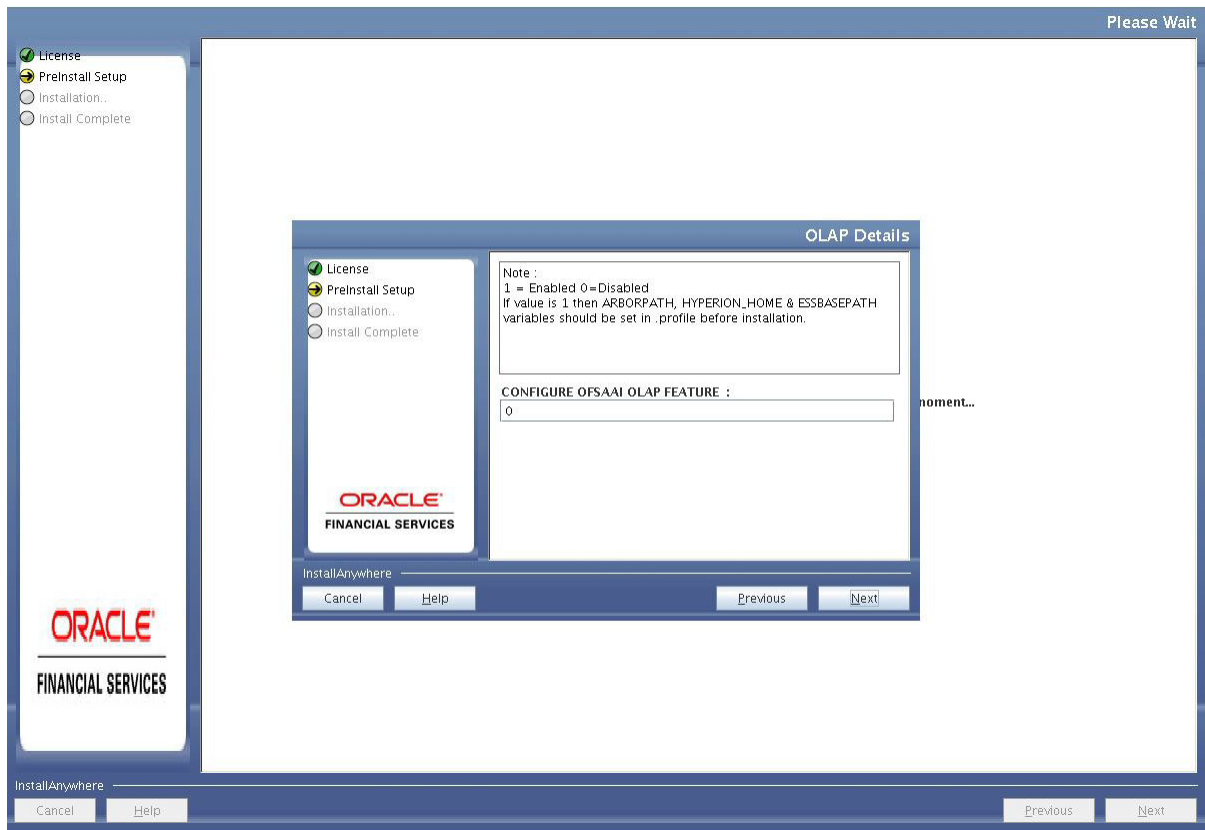 Please Wait
License
PreInstall Setup
Installation..
Install Complete
OLAP Details
License
PreInstall Setup
Installation..
Install Complete
Note :
1 = Enabled 0=Disabled
If value is 1 then ARBORPATH, HYPERION_HOME & ESSBASEPATH
variables should be set in .profile before installation.
CONFIGURE OFSAAI OLAP FEATURE :
0
ORACLE
FINANCIAL SERVICES
InstallAnywhere
Cancel
Help
Previous
Next
ORACLE
FINANCIAL SERVICES
InstallAnywhere
Cancel
Help
Previous
Next